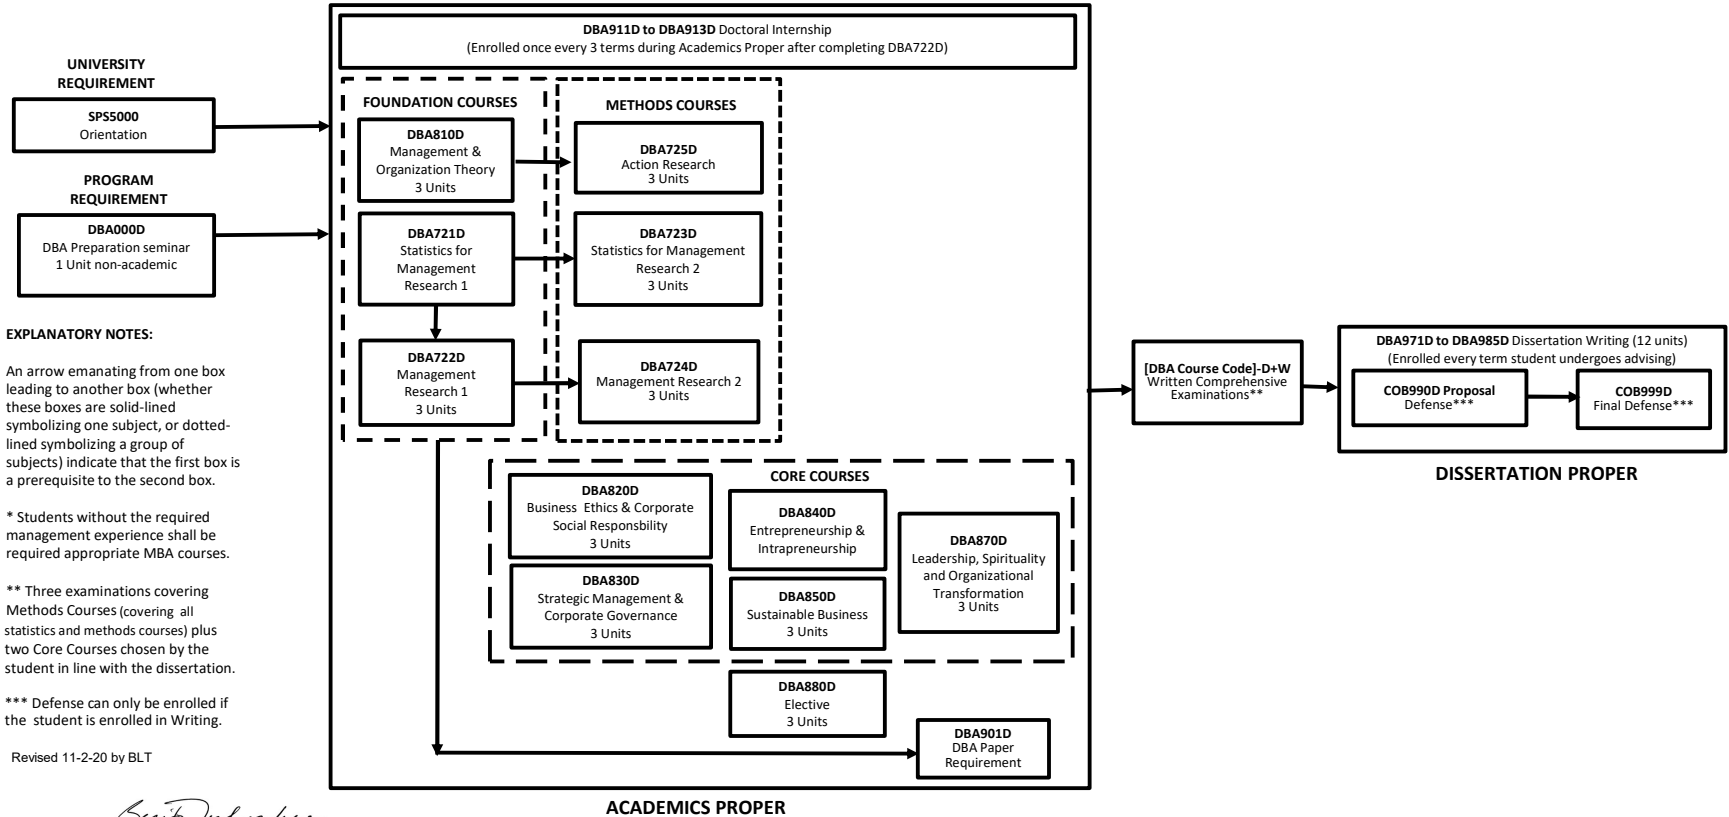 DBA911D to DBA913D Doctoral Internship
(Enrolled once every 3 terms during Academics Proper after completing DBA722D)
UNIVERSITY
REQUIREMENT
SPS5000
Orientation
PROGRAM
REQUIREMENT
DBA000D
DBA Preparation seminar
1 Unit non-academic
FOUNDATION COURSES
DBA810D
Management &
Organization Theory
3 Units
DBA721D
Statistics for
Management
Research 1
DBA722D
Management
Research 1
3 Units
METHODS COURSES
DBA725D
Action Research
3 Units
DBA723D
Statistics for Management
Research 2
3 Units
DBA724D
Management Research 2
3 Units
CORE COURSES
DBA820D
Business Ethics & Corporate
Social Responsbility
3 Units
DBA830D
Strategic Management &
Corporate Governance
3 Units
DBA840D
Entrepreneurship &
Intrapreneurship
DBA850D
Sustainable Business
3 Units
DBA870D
Leadership, Spirituality
and Organizational
Transformation
3 Units
DBA880D
Elective
3 Units
DBA901D
DBA Paper
Requirement
ACADEMICS PROPER
[DBA Course Code]-D+W
Written Comprehensive
Examinations**
DBA971D to DBA985D Dissertation Writing (12 units)
(Enrolled every term student undergoes advising)
COB990D Proposal
Defense***
COB999D
Final Defense***
DISSERTATION PROPER
EXPLANATORY NOTES:
An arrow emanating from one box
leading to another box (whether
these boxes are solid-lined
symbolizing one subject, or dotted-
lined symbolizing a group of
subjects) indicate that the first box is
a prerequisite to the second box.
* Students without the required
management experience shall be
required appropriate MBA courses.
** Three examinations covering
Methods Courses (covering all
statistics and methods courses) plus
two Core Courses chosen by the
student in line with the dissertation.
*** Defense can only be enrolled if
the student is enrolled in Writing.
Revised 11-2-20 by BLT